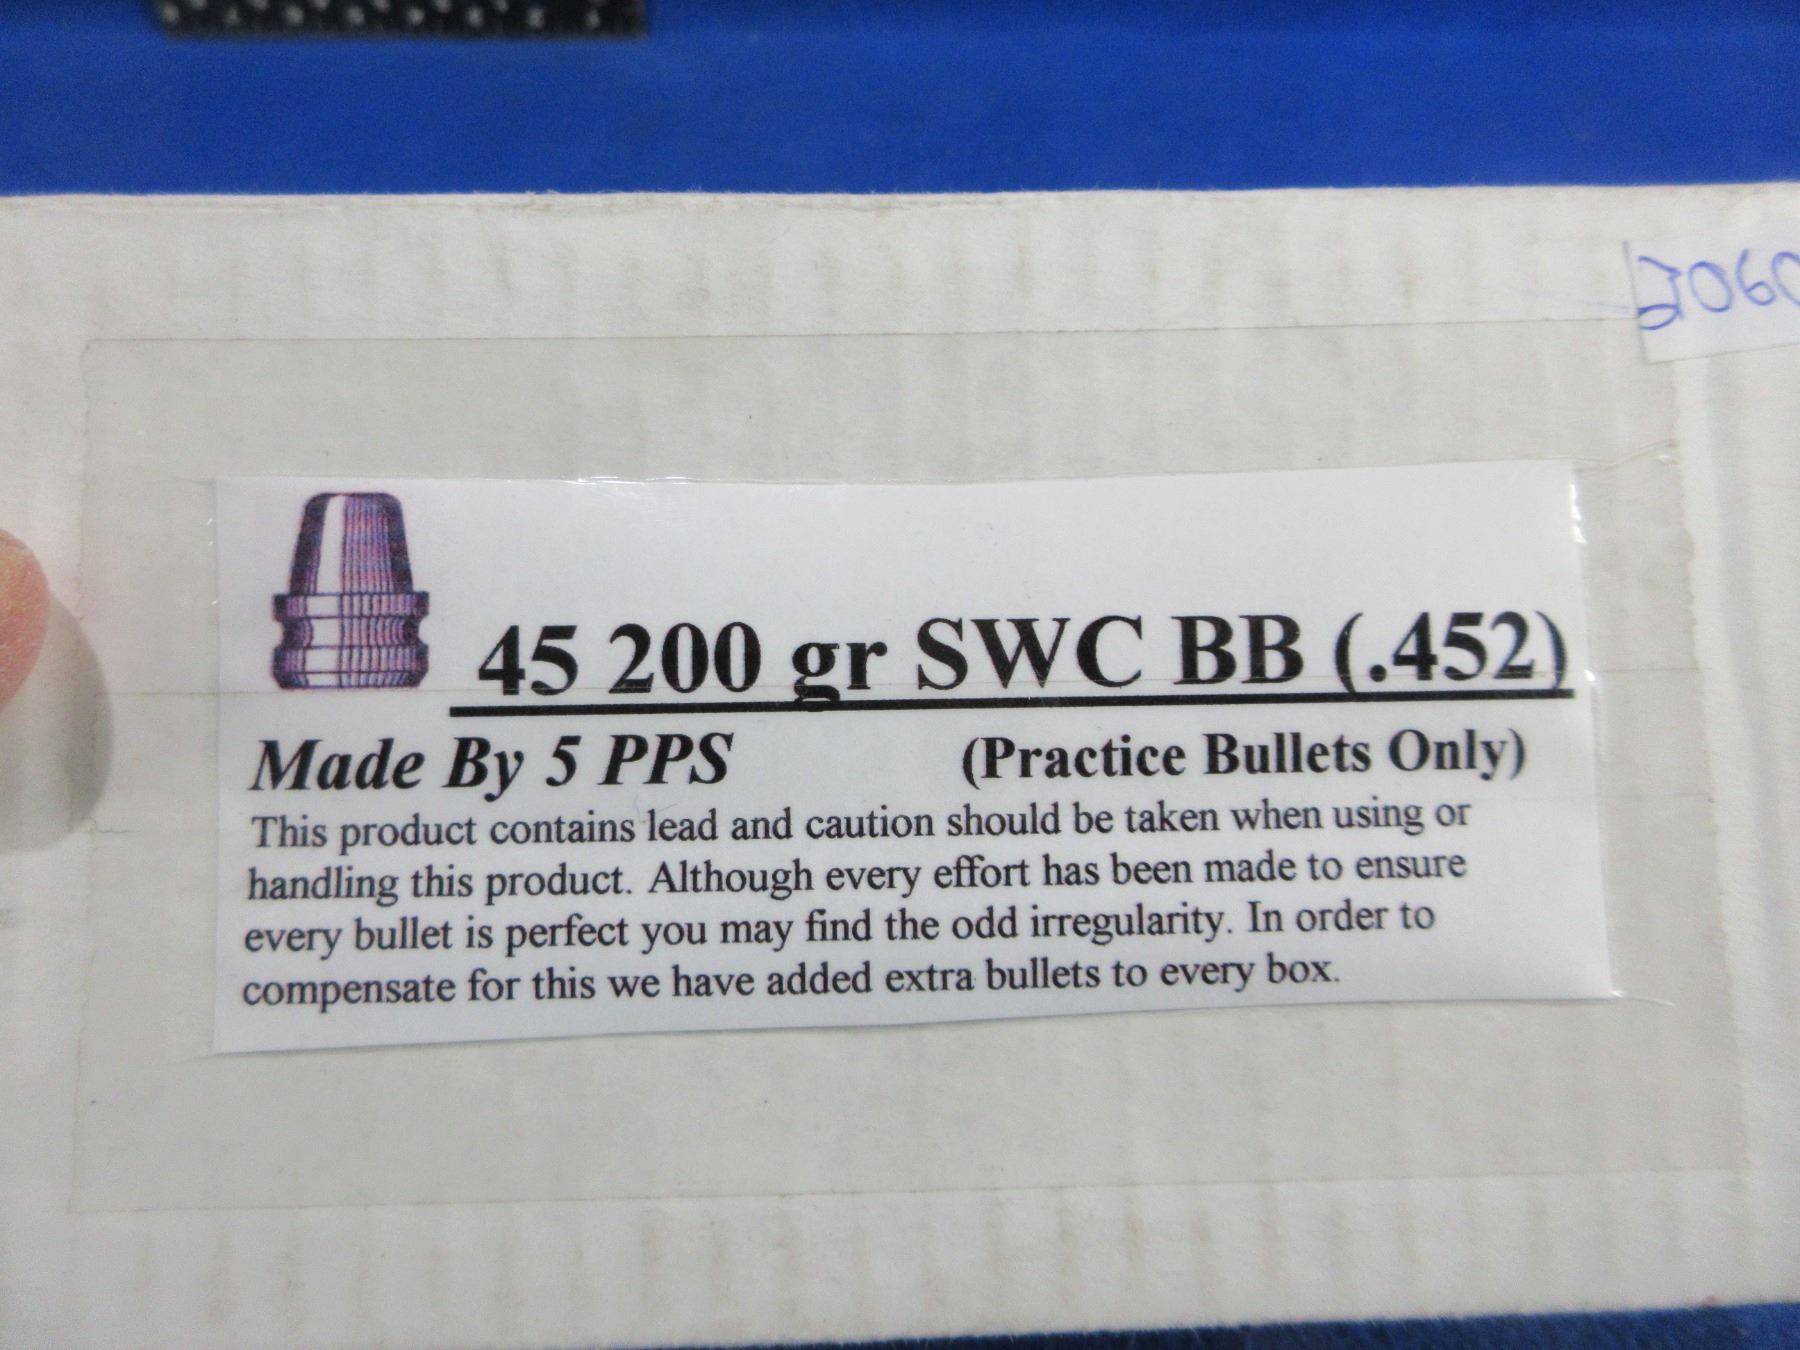 2060
45 200 gr SWC BB (.452)
Made By 5 PPS (Practice Bullets Only)
This product contains lead and caution should be taken when using or
handling this product. Although every effort has been made to ensure
every bullet is perfect you may find the odd irregularity. In order to
compensate for this we have added extra bullets to every box.